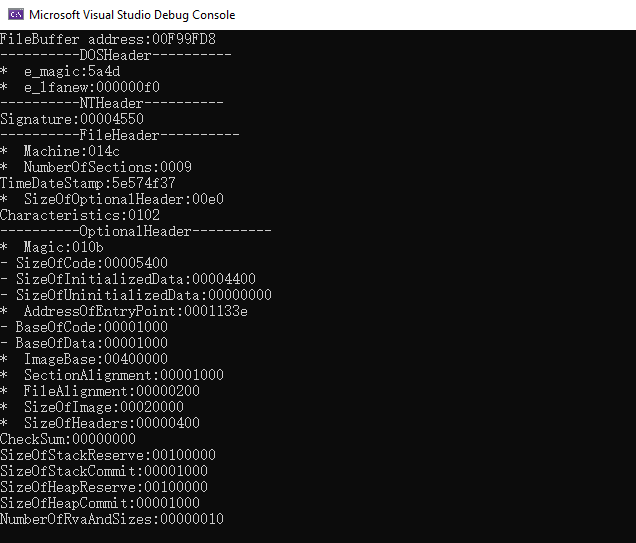 Microsoft Visual Studio Debug Console
FileBuffer address:00F99FD8
----------DOSHeader----------
*  e_magic:5a4d
*  e_lfanew:000000f0
----------NTHeader----------
Signature:00004550
----------FileHeader----------
*  Machine:014c
*  NumberOfSections:0009
TimeDateStamp:5e574f37
*  SizeOfOptionalHeader:00e0
Characteristics:0102
----------OptionalHeader----------
*  Magic:010b
- SizeOfCode:00005400
- SizeOfInitializedData:00004400
- SizeOfUninitializedData:00000000
*  AddressOfEntryPoint:0001133e
- BaseOfCode:00001000
- BaseOfData:00001000
*  ImageBase:00400000
*  SectionAlignment:00001000
*  FileAlignment:00000200
*  SizeOfImage:00020000
*  SizeOfHeaders:00000400
CheckSum:00000000
SizeOfStackReserve:00100000
SizeOfStackCommit:00001000
SizeOfHeapReserve:00100000
SizeOfHeapCommit:00001000
NumberOfRvaAndSizes:00000010